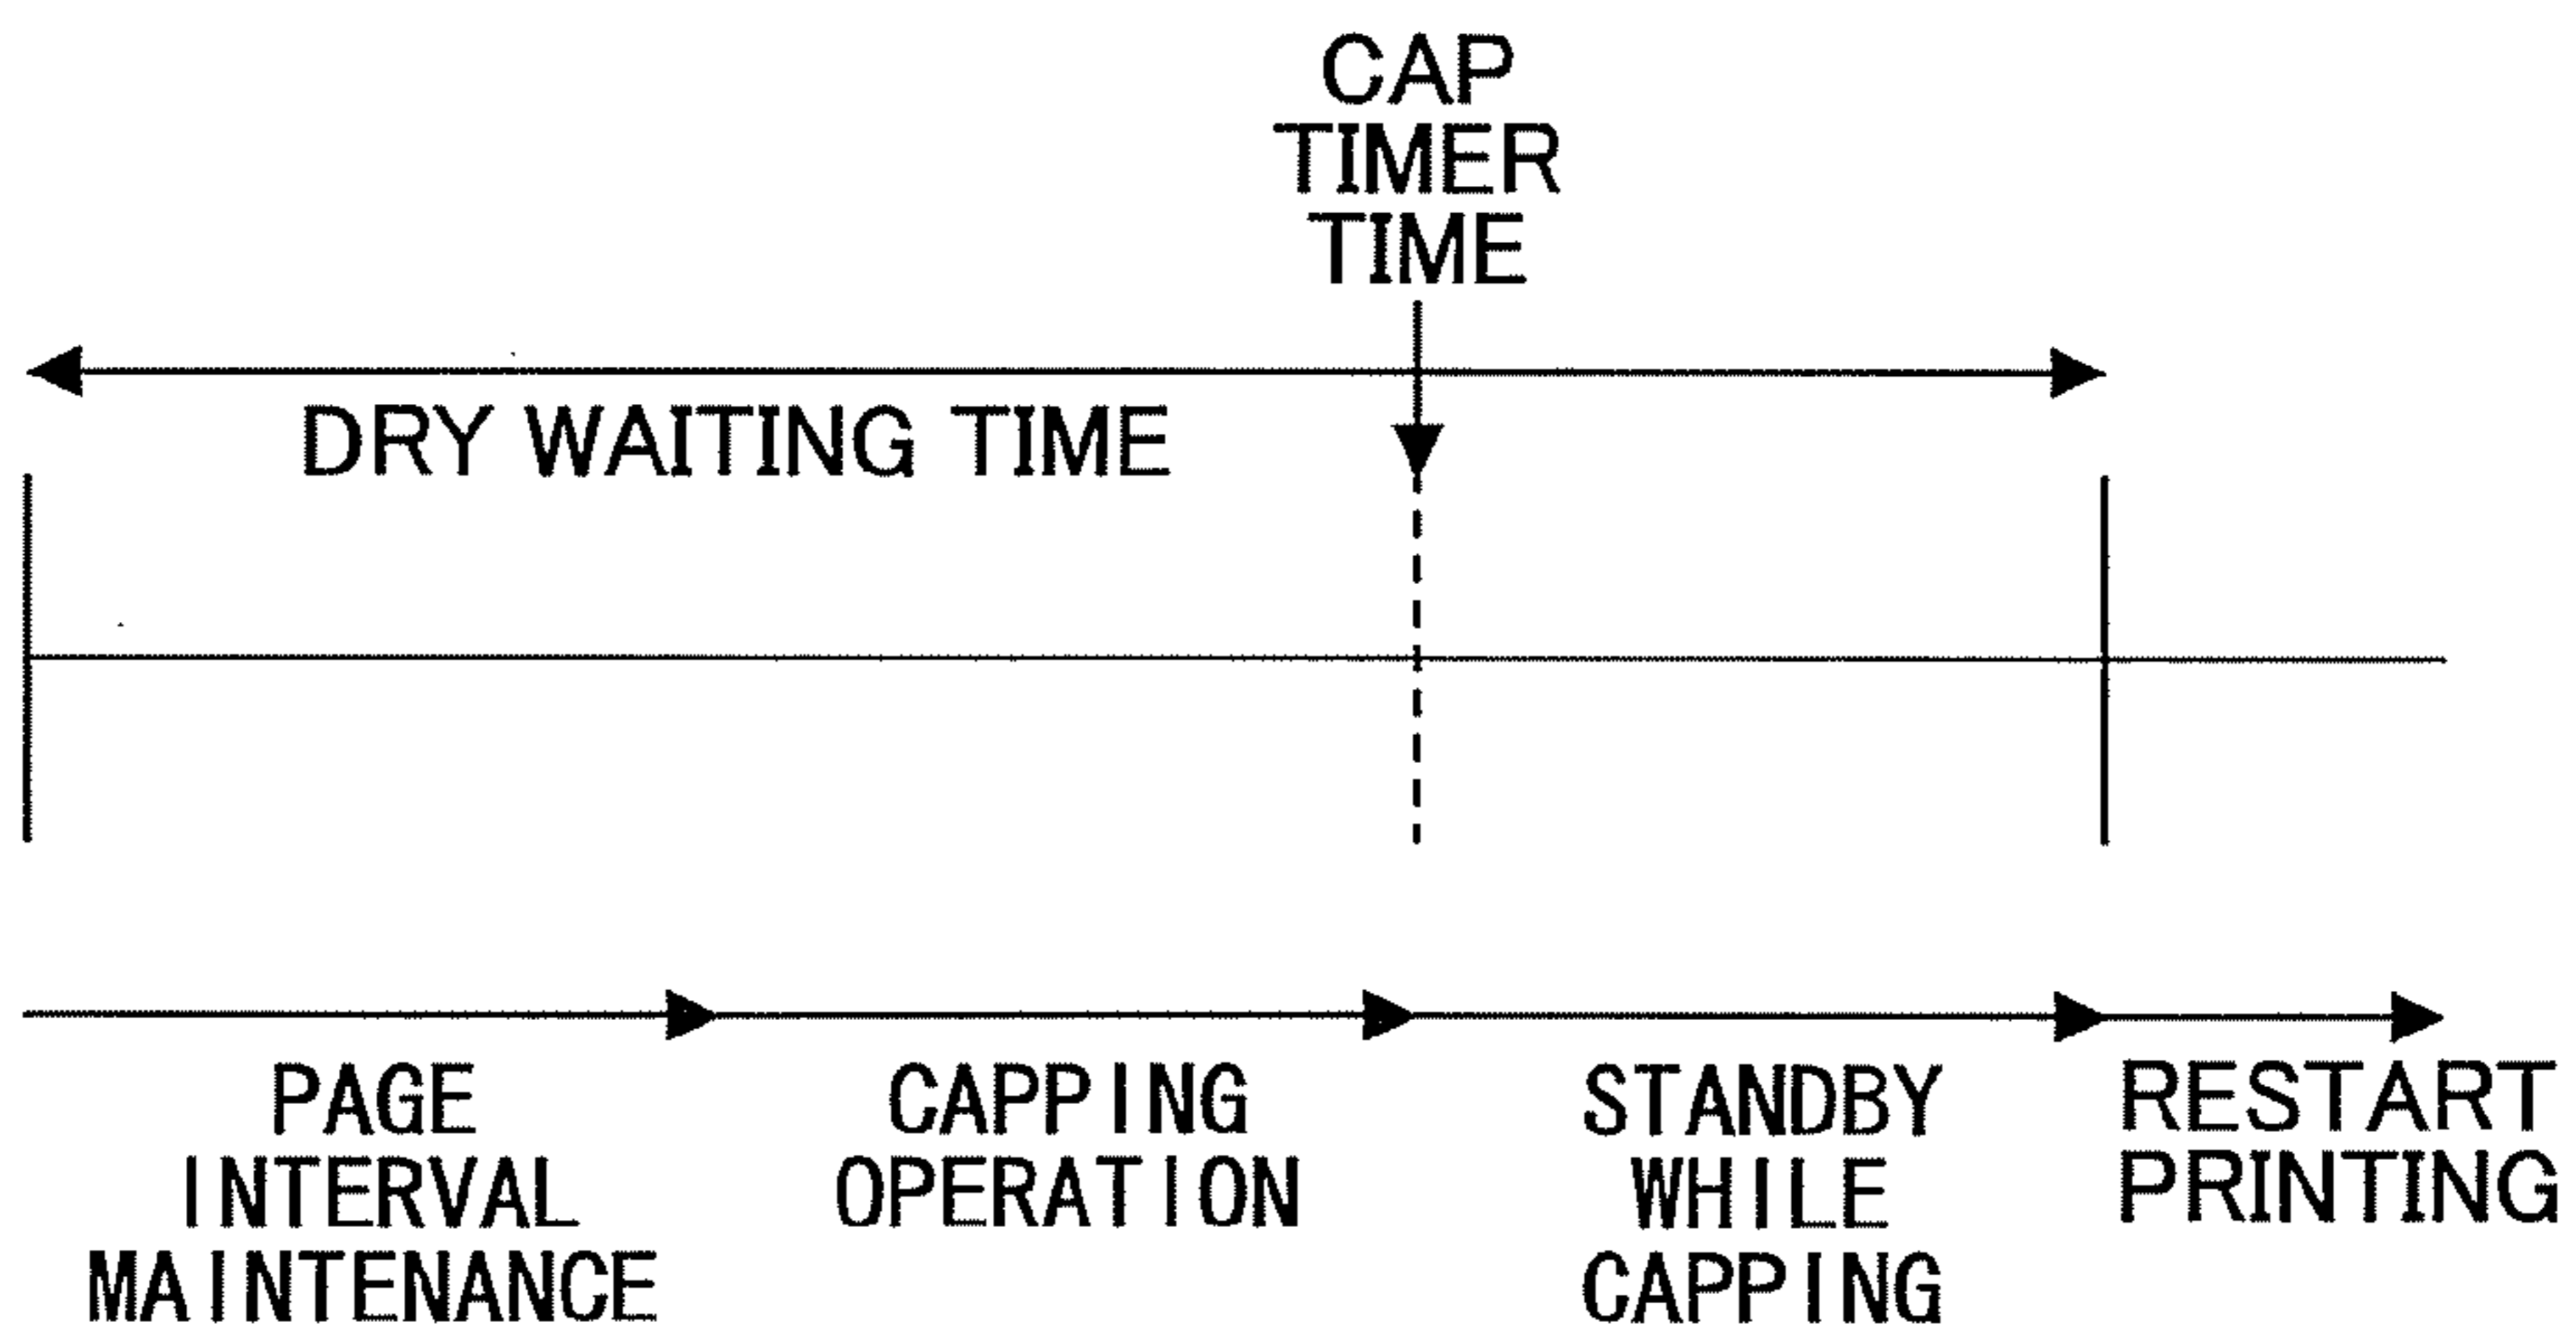 CAP
TIMER
TIME
DRY WAITING TIME
PAGE
INTERVAL
MAINTENANCE
CAPPING
OPERATION
STANDBY
WHILE
CAPPING
RESTART
PRINTING